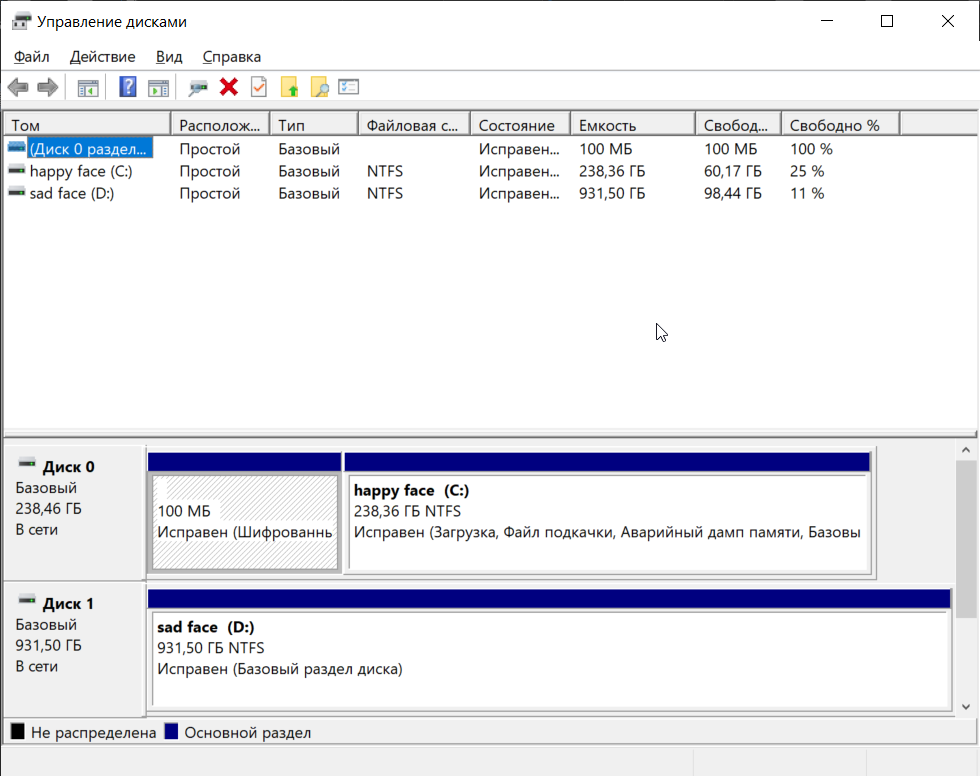 Управление дисками
Файл Действие Вид Справка
Том Располож... Тип Файловая с... Состояние Емкость Свобод... Свободно %
(Диск 0 раздел... Простой Базовый Исправен... 100 МБ 100 МБ 100 %
happy face (C:) Простой Базовый NTFS Исправен... 238,36 ГБ 60,17 ГБ 25 %
sad face (D:) Простой Базовый NTFS Исправен... 931,50 ГБ 98,44 ГБ 11 %
Диск 0
Базовый
238,46 ГБ
В сети
100 МБ
Исправен (Шифрованнь
happy face (C:)
238,36 ГБ NTFS
Исправен (Загрузка, Файл подкачки, Аварийный дамп памяти, Базовы
Диск 1
Базовый
931,50 ГБ
В сети
sad face (D:)
931,50 ГБ NTFS
Исправен (Базовый раздел диска)
Не распределена Основной раздел